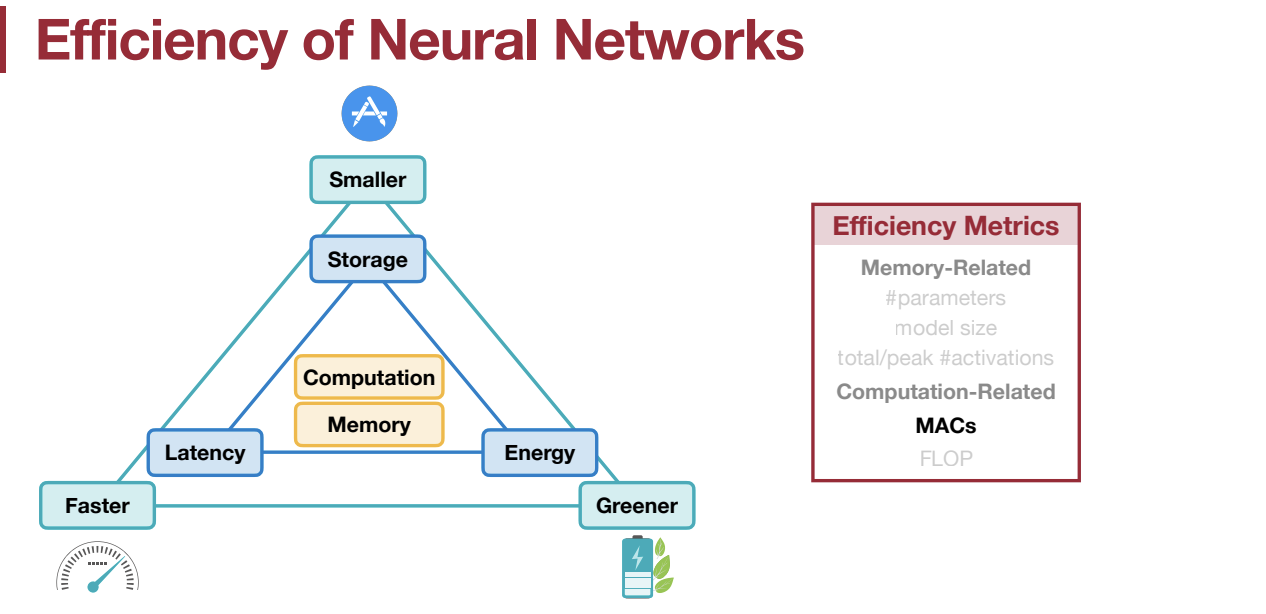 Efficiency of Neural Networks
Smaller
Storage
Computation
Memory
Latency
Energy
Faster
Greener
Efficiency Metrics
Memory-Related
#parameters
model size
total/peak #activations
Computation-Related
MACs
FLOP